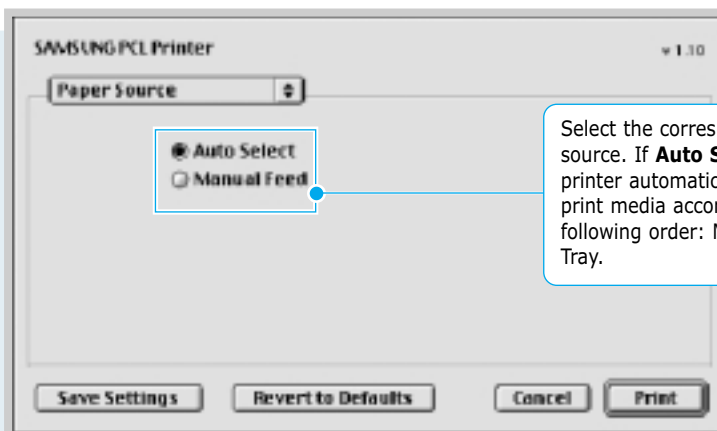 SAMSUNG PCL Printer
v 1.10
Paper Source
Auto Select
Manual Feed
Select the corres
source. If Auto S
printer automatic
print media accor
following order: 
Tray.
Save Settings
Revert to Defaults
Cancel
Print